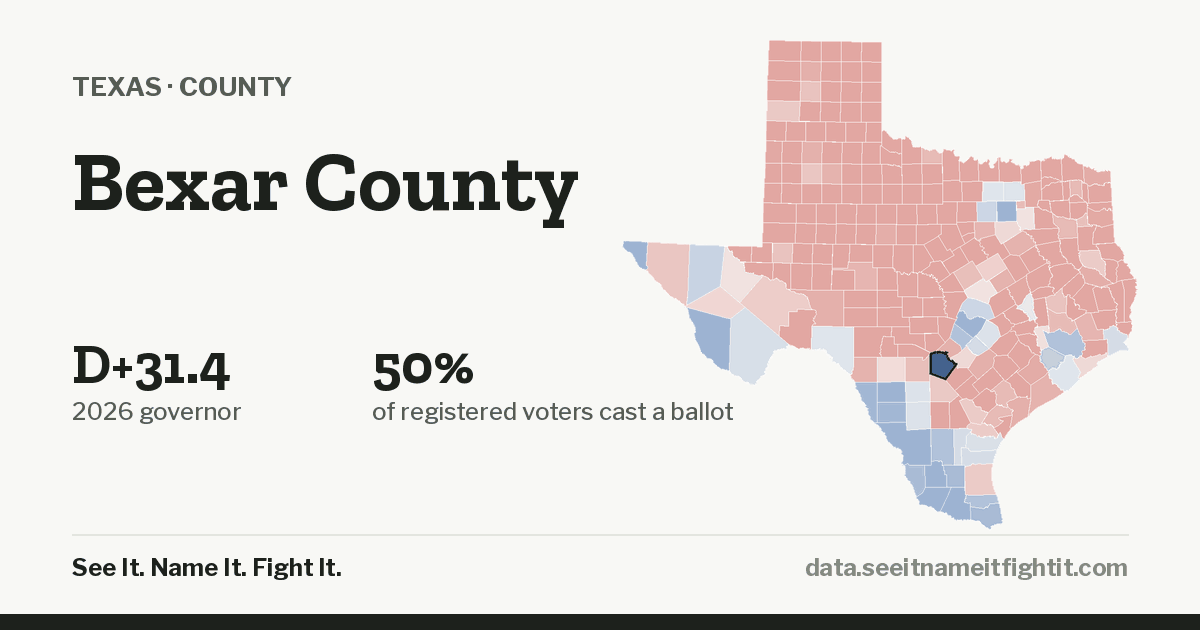 TEXAS · COUNTY
Bexar County
D+31.4
2026 governor
50%
of registered voters cast a ballot
See It. Name It. Fight It.
data.seeitnameitfightit.com